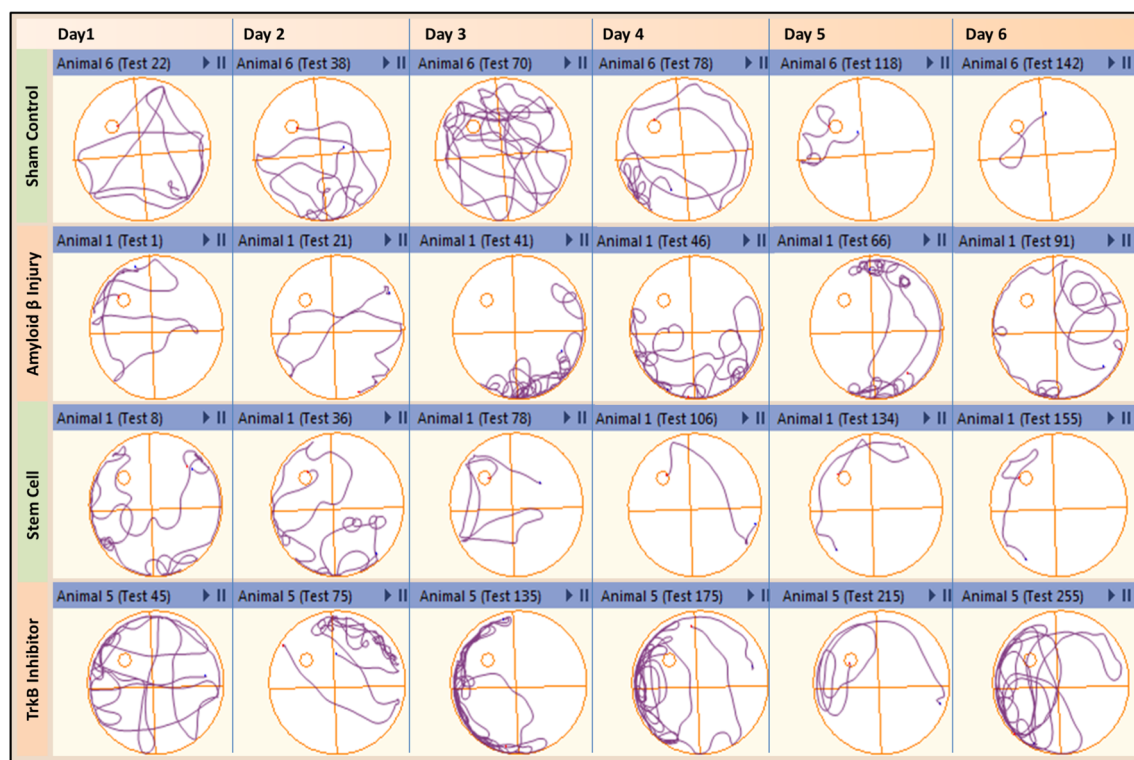 Day1 Day 2 Day 3 Day 4 Day 5 Day 6
Sham Control
Animal 6 (Test 22) Animal 6 (Test 38) Animal 6 (Test 70) Animal 6 (Test 78) Animal 6 (Test 118) Animal 6 (Test 142)
Amyloid β Injury
Animal 1 (Test 1) Animal 1 (Test 21) Animal 1 (Test 41) Animal 1 (Test 46) Animal 1 (Test 66) Animal 1 (Test 91)
Stem Cell
Animal 1 (Test 8) Animal 1 (Test 36) Animal 1 (Test 78) Animal 1 (Test 106) Animal 1 (Test 134) Animal 1 (Test 155)
TrkB Inhibitor
Animal 5 (Test 45) Animal 5 (Test 75) Animal 5 (Test 135) Animal 5 (Test 175) Animal 5 (Test 215) Animal 5 (Test 255)